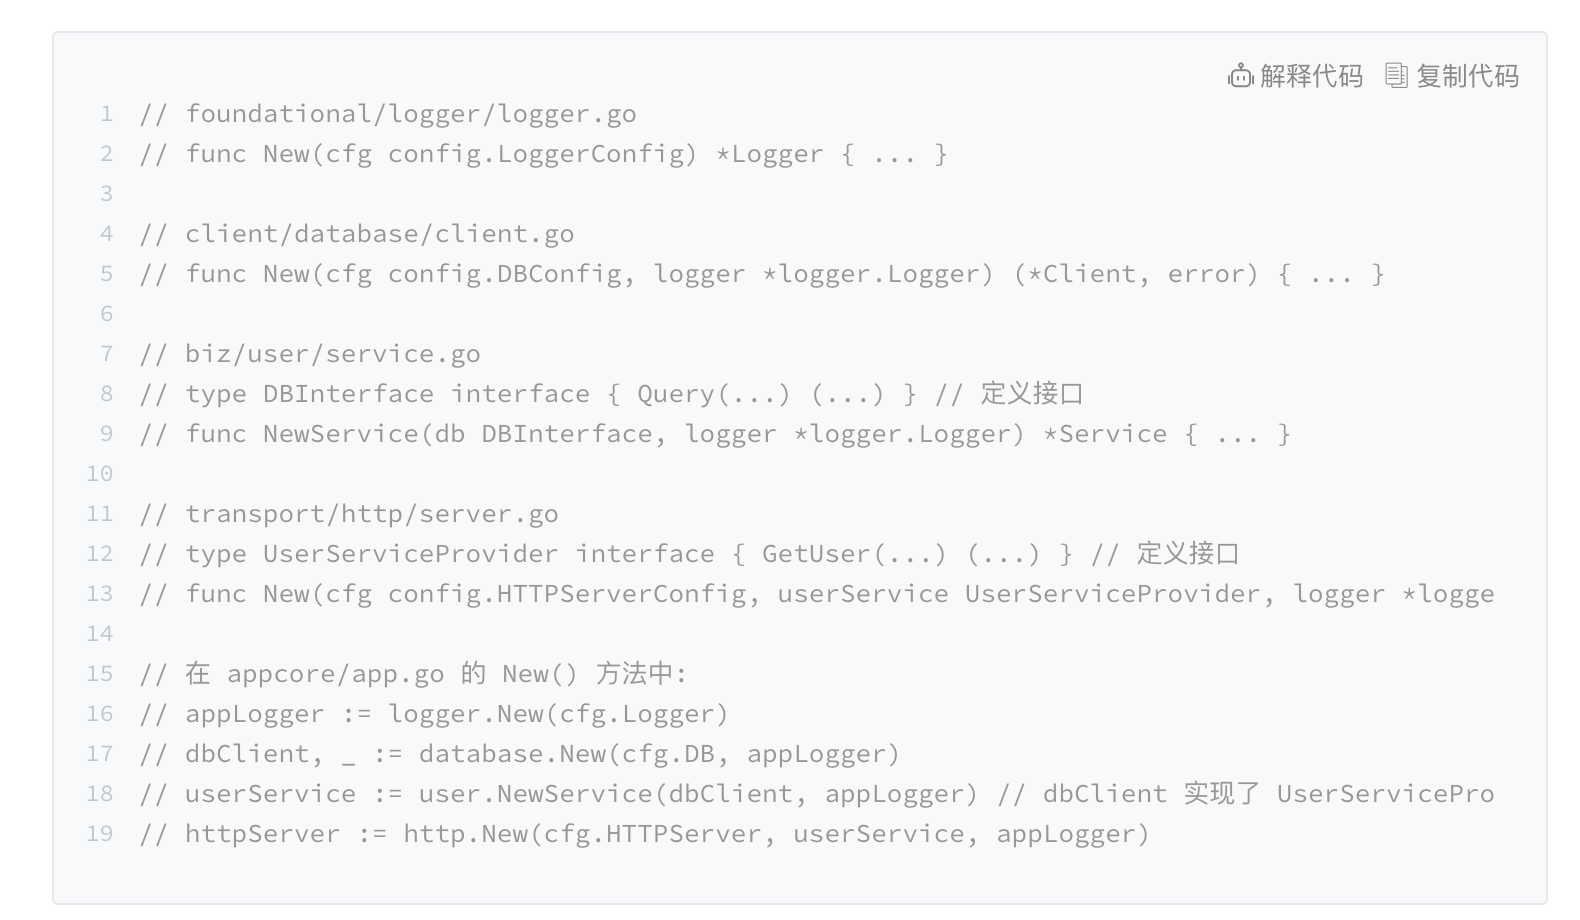 解释代码 复制代码
1 // foundational/logger/logger.go
2 // func New(cfg config.LoggerConfig) *Logger { ... }
3
4 // client/database/client.go
5 // func New(cfg config.DBConfig, logger *logger.Logger) (*Client, error) { ... }
6
7 // biz/user/service.go
8 // type DBInterface interface { Query(...) (...) } // 定义接口
9 // func NewService(db DBInterface, logger *logger.Logger) *Service { ... }
10
11 // transport/http/server.go
12 // type UserServiceProvider interface { GetUser(...) (...) } // 定义接口
13 // func New(cfg config.HTTPServerConfig, userService UserServiceProvider, logger *logge
14
15 // 在 appcore/app.go 的 New() 方法中:
16 // appLogger := logger.New(cfg.Logger)
17 // dbClient, _ := database.New(cfg.DB, appLogger)
18 // userService := user.NewService(dbClient, appLogger) // dbClient 实现了 UserServicePro
19 // httpServer := http.New(cfg.HTTPServer, userService, appLogger)